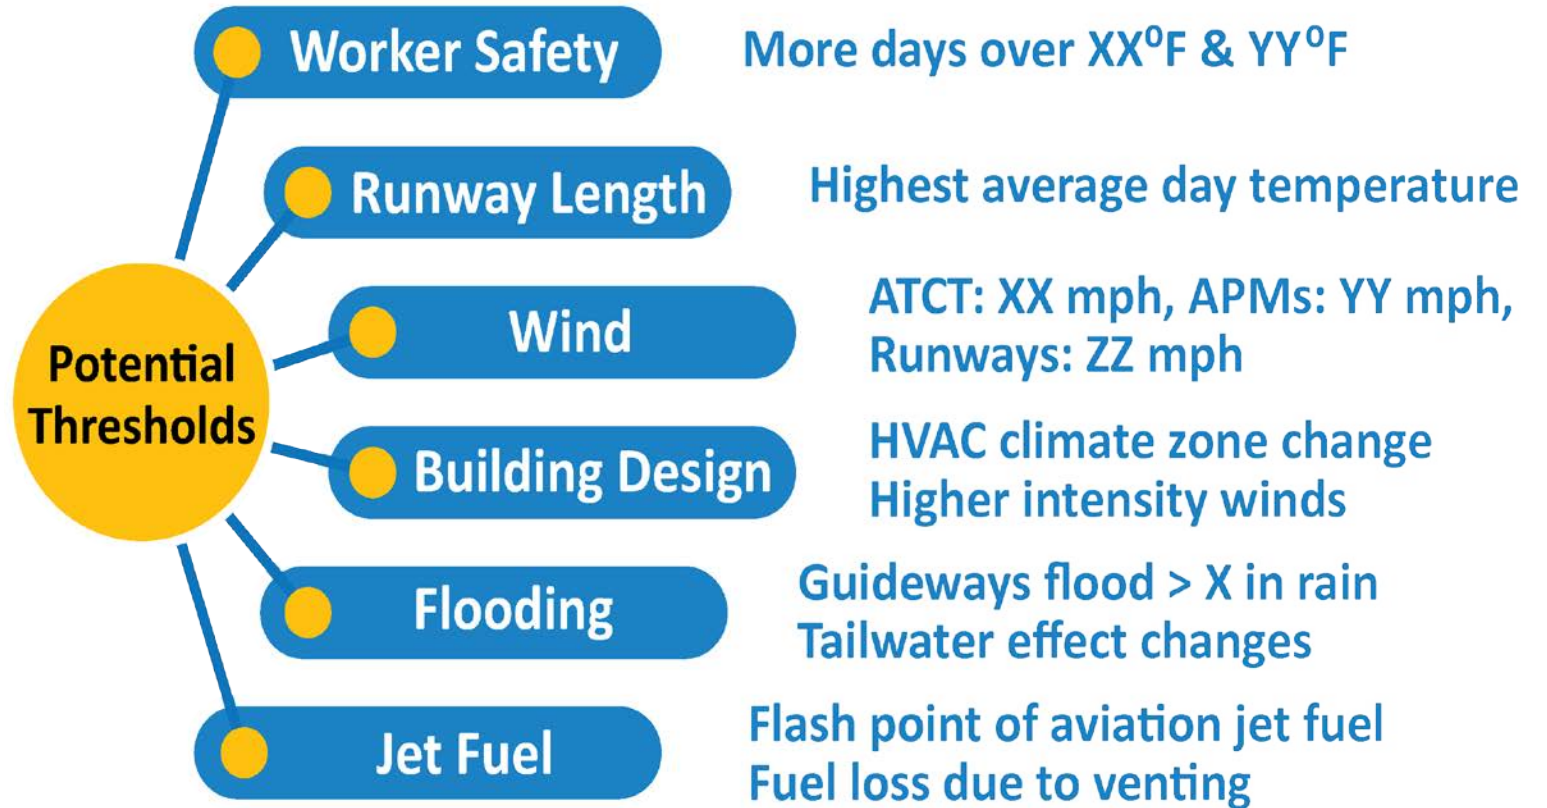 Potential
Thresholds
Worker Safety
More days over XX⁰F & YY⁰F
Runway Length
Highest average day temperature
Wind
ATCT: XX mph, APMs: YY mph,
Runways: ZZ mph
Building Design
HVAC climate zone change
Higher intensity winds
Flooding
Guideways flood > X in rain
Tailwater effect changes
Jet Fuel
Flash point of aviation jet fuel
Fuel loss due to venting